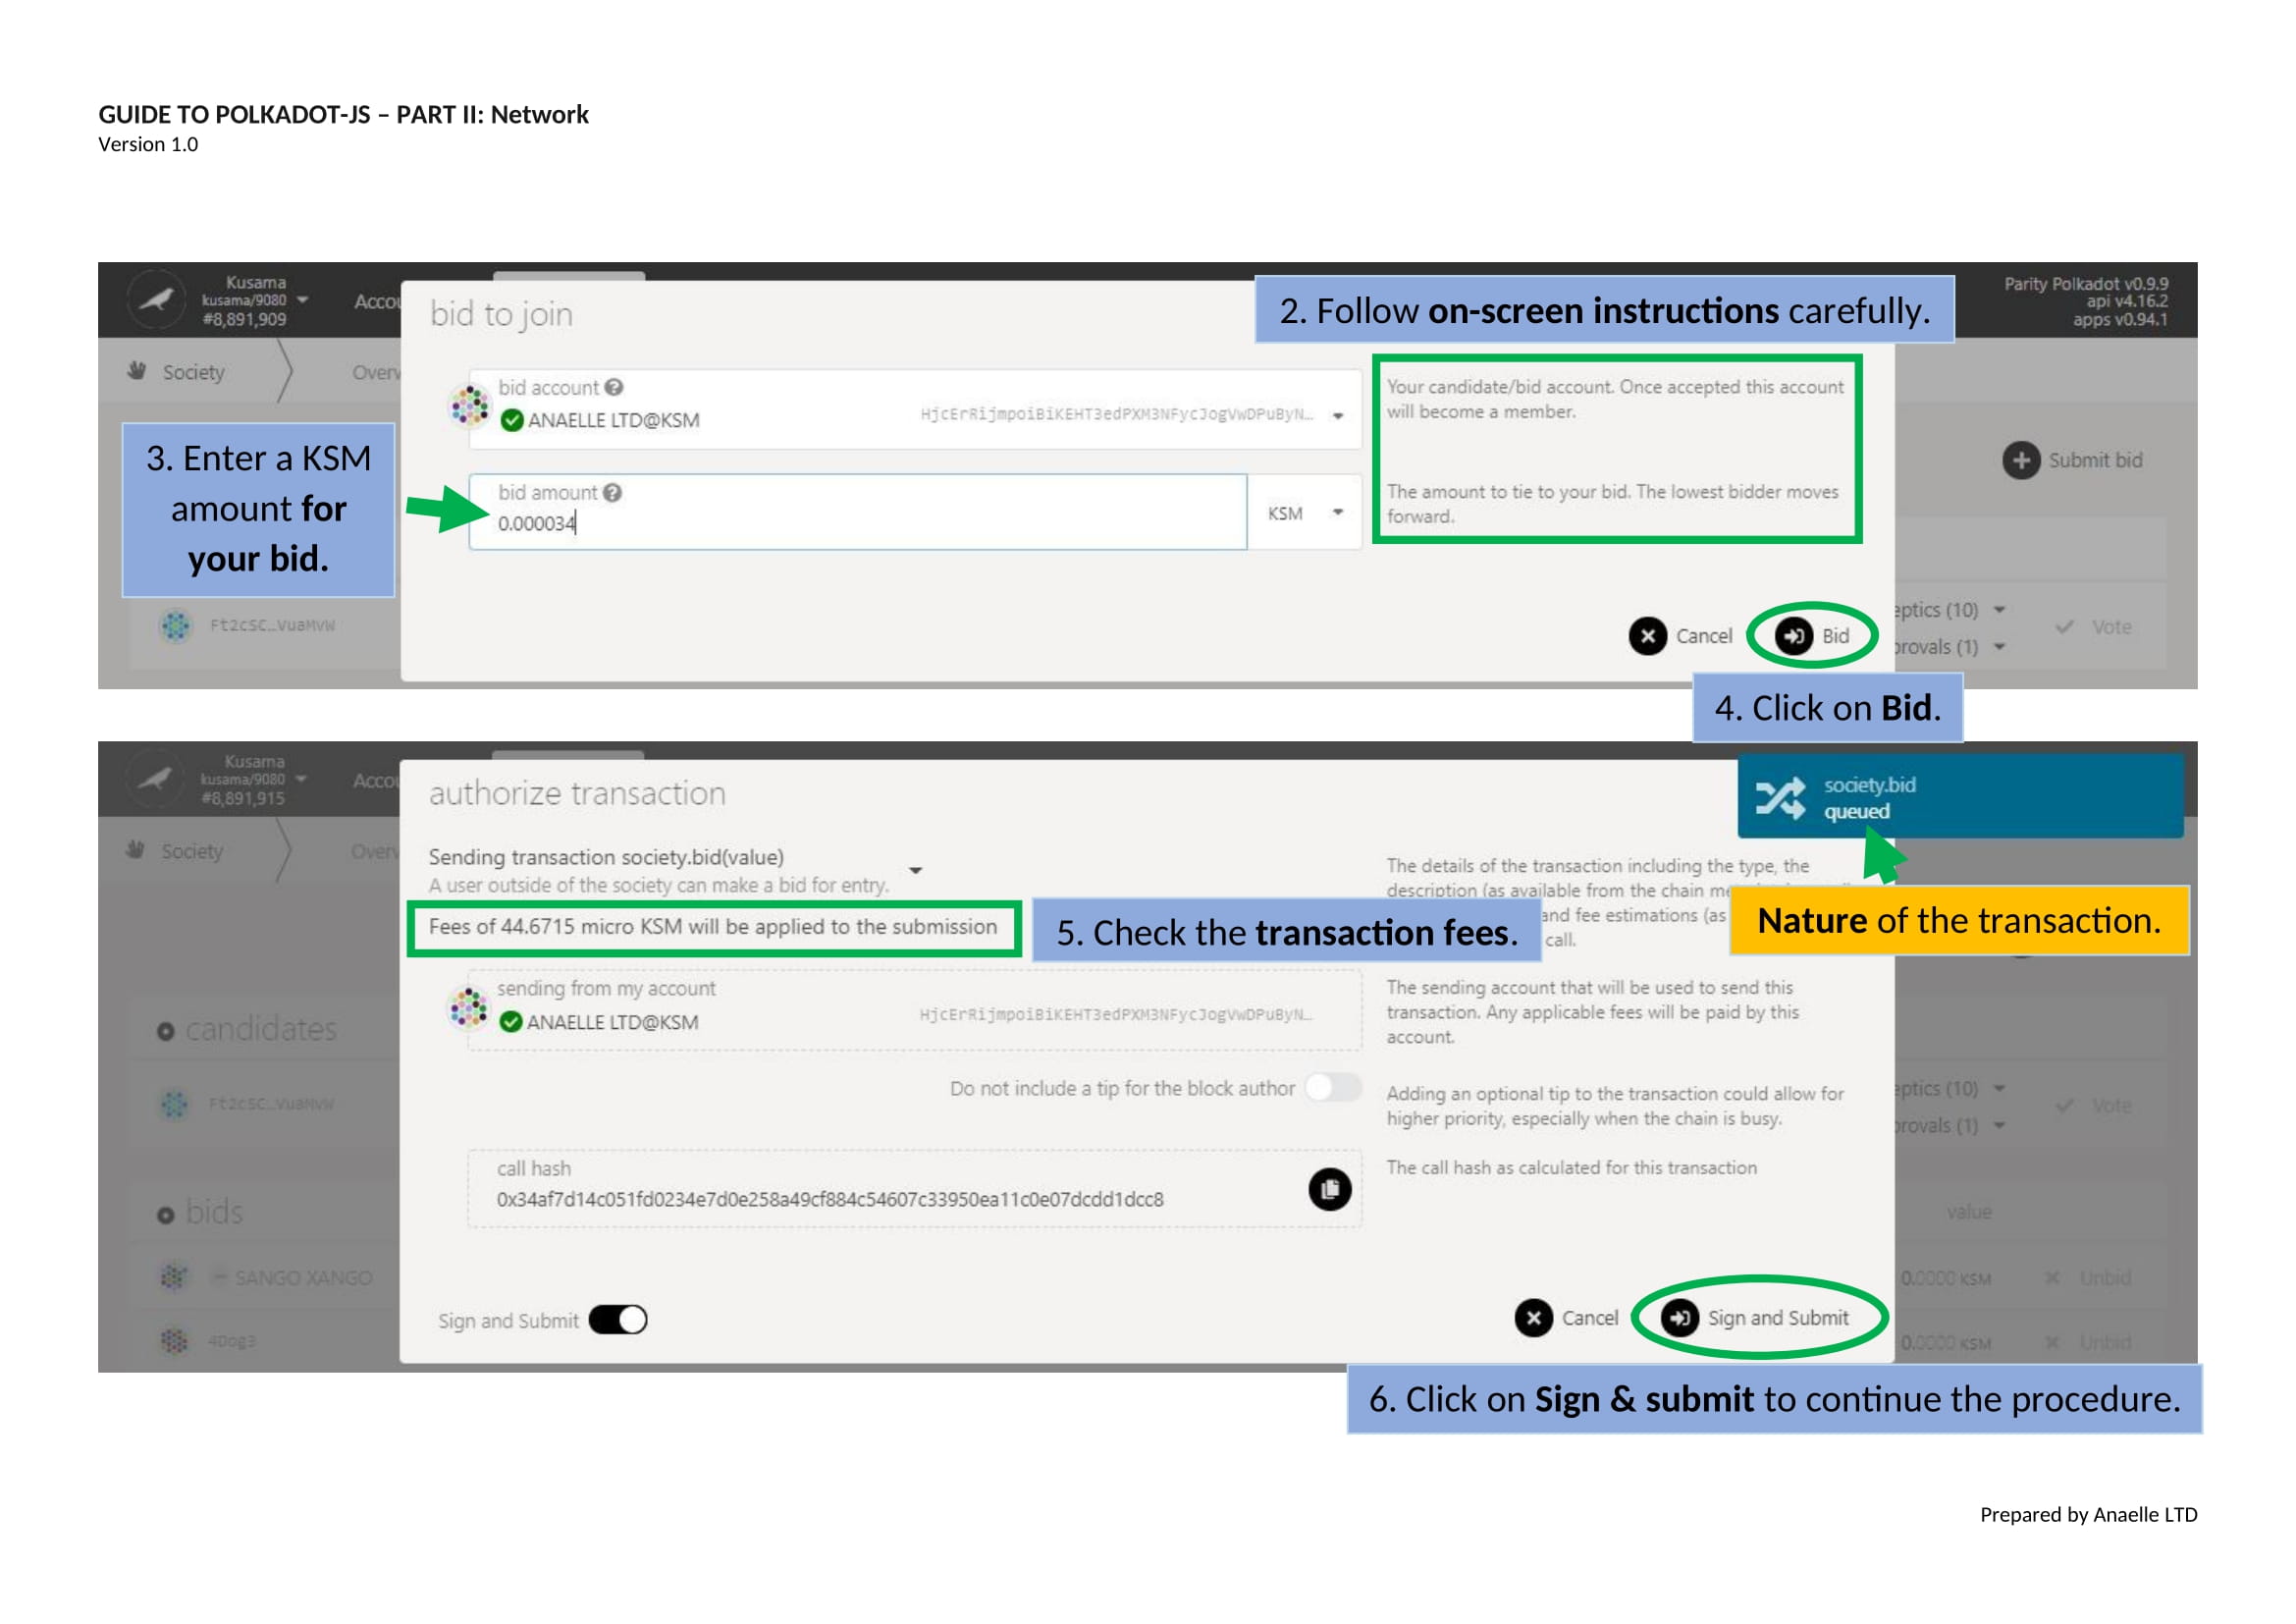 GUIDE TO POLKADOT-JS – PART II: Network
Version 1.0
Kusama
kusama/9080
#8,891,909
Accou
Parity Polkadot v0.9.9
api v4.16.2
apps v0.94.1
bid to join
2. Follow on-screen instructions carefully.
Society
Overv
bid account
ANAELLE LTD@KSM
HjcErRijmpoiBiKEHT3edPXM3NFycJogVwDPuByN…
Your candidate/bid account. Once accepted this account
will become a member.
3. Enter a KSM
amount for
your bid.
Submit bid
bid amount
0.000034
KSM
The amount to tie to your bid. The lowest bidder moves
forward.
Ft2cSC…VuaMVW
Cancel
Bid
eptics (10)
provals (1)
Vote
4. Click on Bid.
Kusama
kusama/9080
#8,891,915
Accou
authorize transaction
society.bid
queued
Society
Overv
Sending transaction society.bid(value)
A user outside of the society can make a bid for entry.
Fees of 44.6715 micro KSM will be applied to the submission
5. Check the transaction fees.
The details of the transaction including the type, the
description (as available from the chain me
and fee estimations (as
call.
Nature of the transaction.
sending from my account
ANAELLE LTD@KSM
HjcErRijmpoiBiKEHT3edPXM3NFycJogVwDPuByN…
The sending account that will be used to send this
transaction. Any applicable fees will be paid by this
account.
candidates
Do not include a tip for the block author
Adding an optional tip to the transaction could allow for
higher priority, especially when the chain is busy.
Ft2cSC…VuaMVW
eptics (10)
provals (1)
Vote
call hash
0x34af7d14c051fd0234e7d0e258a49cf884c54607c33950ea11c0e07dcdd1dcc8
The call hash as calculated for this transaction
bids
value
SANGO XANGO
0.0000 KSM
Unbid
Sign and Submit
Cancel
Sign and Submit
4Dog3
0.0000 KSM
Unbid
6. Click on Sign & submit to continue the procedure.
Prepared by Anaelle LTD